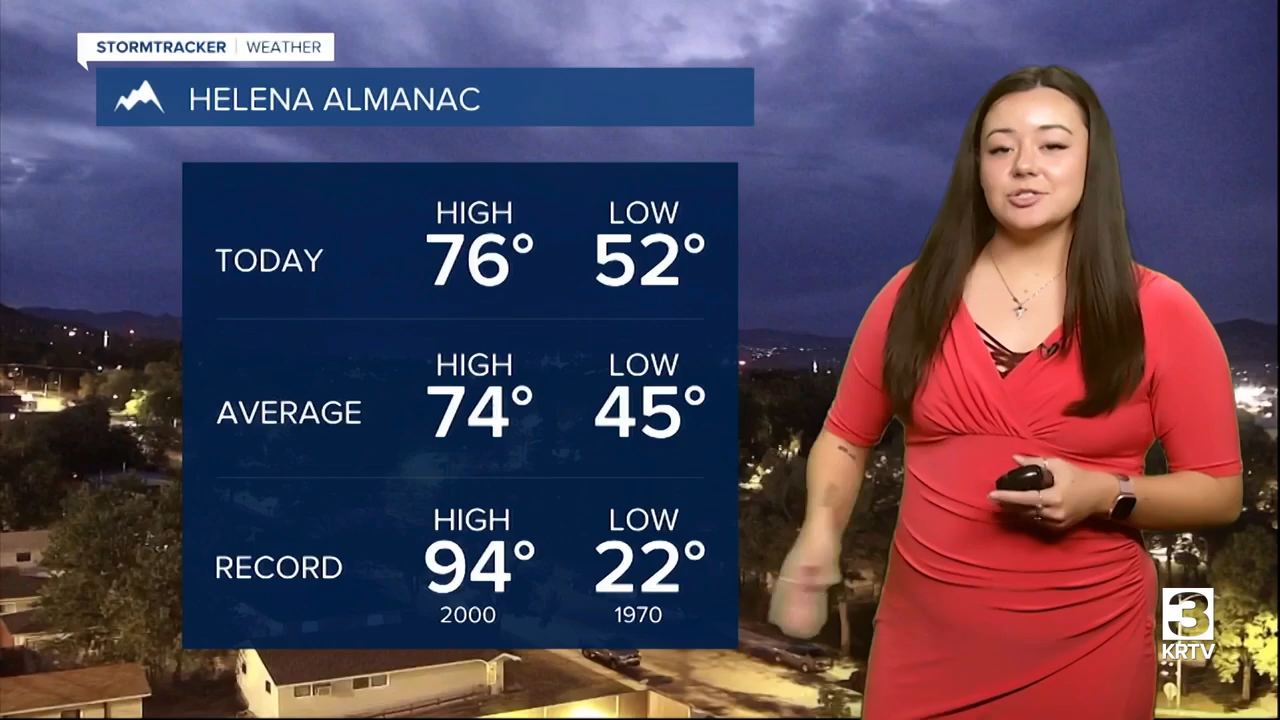 STORMTRACKER | WEATHER
HELENA ALMANAC
HIGH LOW
TODAY 76° 52°
HIGH LOW
AVERAGE 74° 45°
HIGH LOW
RECORD 94° 22°
2000 1970
3
KRTV